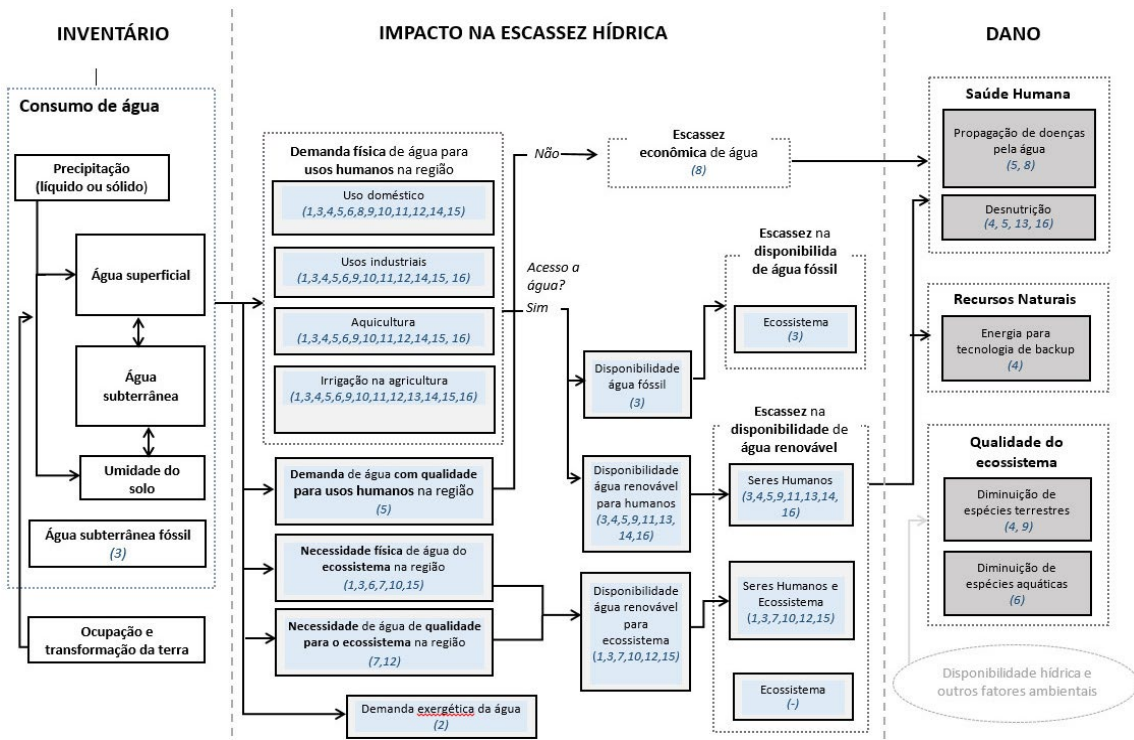 INVENTÁRIO
Consumo de água
Precipitação
(líquido ou sólido)
Água superficial
Água
subterrânea
Umidade do
solo
Água subterrânea fóssil
(3)
Ocupação e
transformação da terra
IMPACTO NA ESCASSEZ HÍDRICA
Demanda física de água para
usos humanos na região
Uso doméstico
(1,3,4,5,6,8,9,10,11,12,14,15)
Usos industriais
(1,3,4,5,6,9,10,11,12,14,15, 16)
Aquicultura
(1,3,4,5,6,9,10,11,12,14,15, 16)
Irrigação na agricultura
(1,3,4,5,6,9,10,11,12,13,14,15,16)
Demanda de água com qualidade
para usos humanos na região
(5)
Necessidade física de água do
ecossistema na região
(1,3,6,7,10,15)
Necessidade de água de qualidade
para o ecossistema na região
(7,12)
Demanda exergética da água
(2)
Não
Acesso a
água?
Sim
Escassez
econômica de água
(8)
Disponibilidade
água fóssil
(3)
Disponibilidade
água renovável
para humanos
(3,4,5,9,11,13,
14,16)
Disponibilidade
água renovável
para
ecossistema
(1,3,7,10,12,15)
Escassez na
disponibilida
de de água fóssil
Ecossistema
(3)
Escassez na
disponibilidade de
água renovável
Seres Humanos
(3,4,5,9,11,13,14,
16)
Seres Humanos e
Ecossistema
(1,3,7,10,12,15)
Ecossistema
(-)
DANO
Saúde Humana
Propagação de doenças
pela água
(5, 8)
Desnutrição
(4, 5, 13, 16)
Recursos Naturais
Energia para
tecnologia de backup
(4)
Qualidade do
ecossistema
Diminuição de
espécies terrestres
(4, 9)
Diminuição de
espécies aquáticas
(6)
Disponibilidade hídrica e
outros fatores ambientais